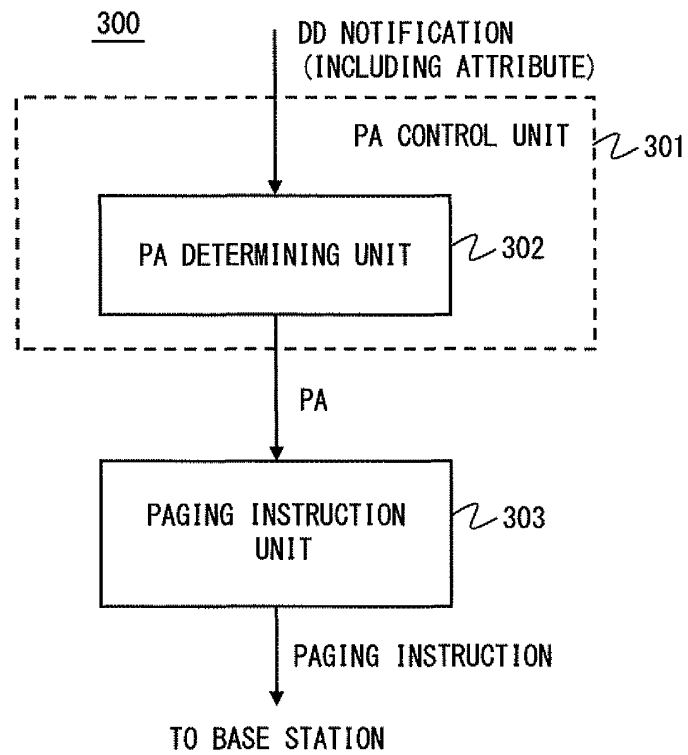 300
DD NOTIFICATION
(INCLUDING ATTRIBUTE)
PA CONTROL UNIT
301
PA DETERMINING UNIT
302
PA
PAGING INSTRUCTION
UNIT
303
PAGING INSTRUCTION
TO BASE STATION